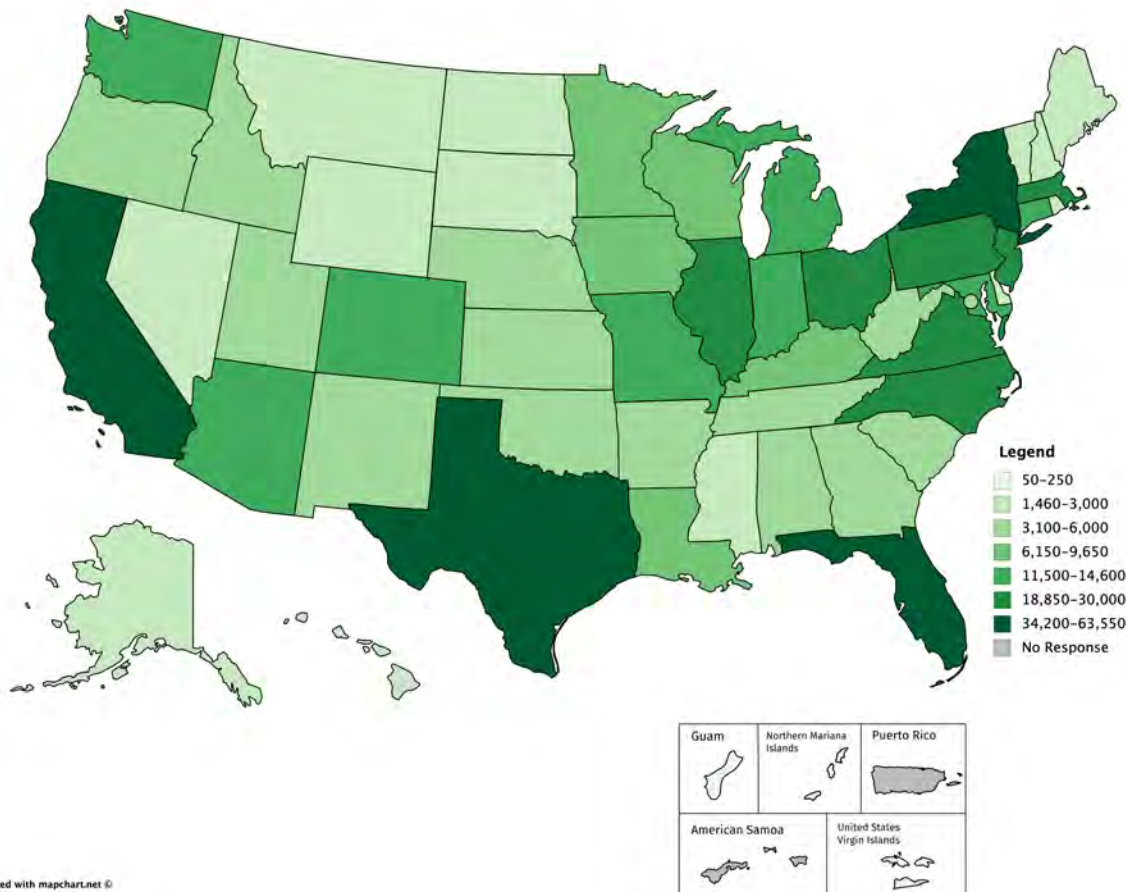 Legend
50–250
1,460–3,000
3,100–6,000
6,150–9,650
11,500–14,600
18,850–30,000
34,200–63,550
No Response
Guam
Northern Mariana
Islands
Puerto Rico
American Samoa
United States
Virgin Islands
ed with mapchart.net ©